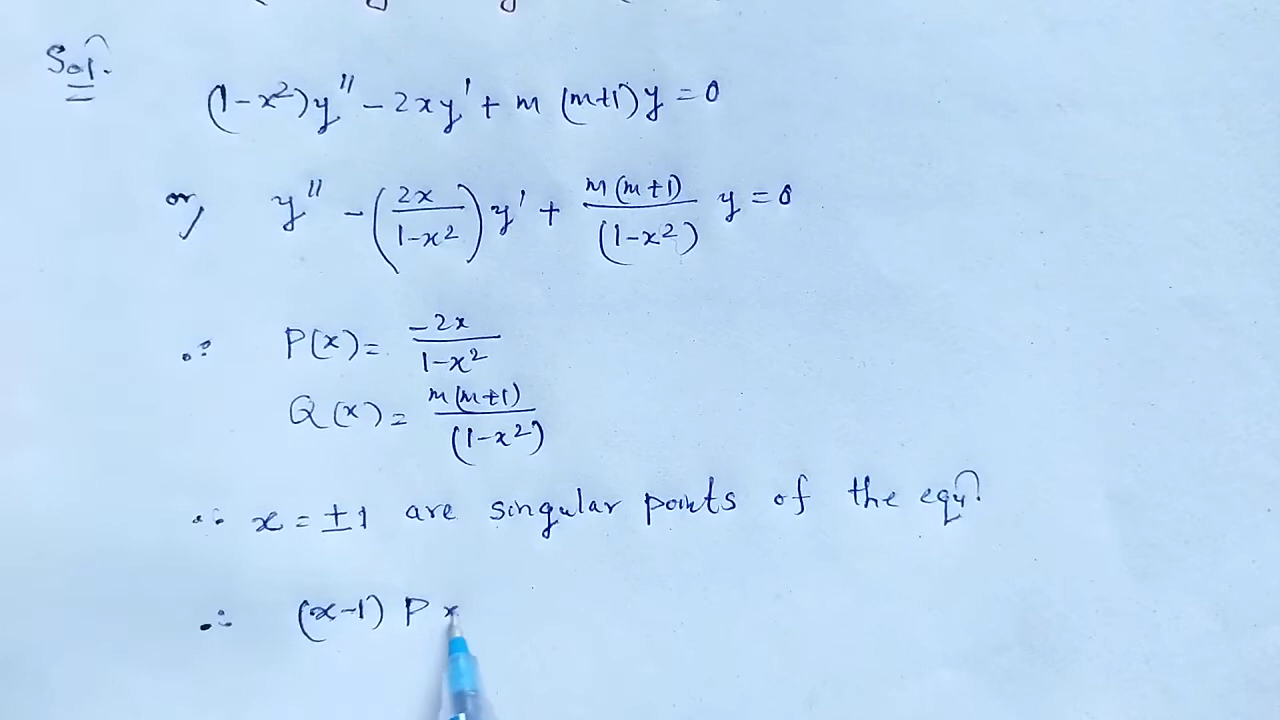 Sol.
(1-x²)y'' - 2xy' + m (m+1)y = 0
or, y'' - (2x/(1-x²)) y' + m(m+1)/(1-x²) y = 0
∴ P(x) = -2x/(1-x²)
Q(x) = m(m+1)/(1-x²)
∴ x = ±1 are singular points of the eqn.
∴ (x-1) P x